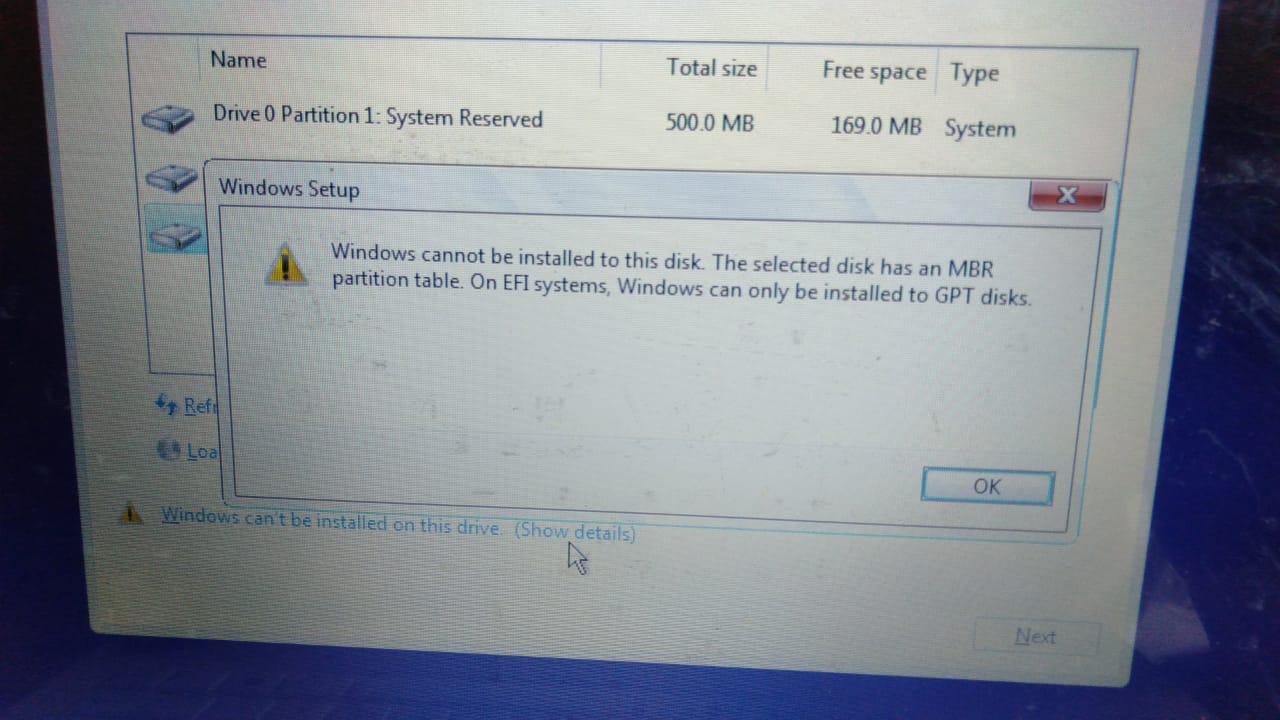 Name Total size Free space Type
Drive 0 Partition 1: System Reserved 500.0 MB 169.0 MB System
Windows Setup
Windows cannot be installed to this disk. The selected disk has an MBR
partition table. On EFI systems, Windows can only be installed to GPT disks.
Refr
Loa
OK
Windows can't be installed on this drive. (Show details)
Next